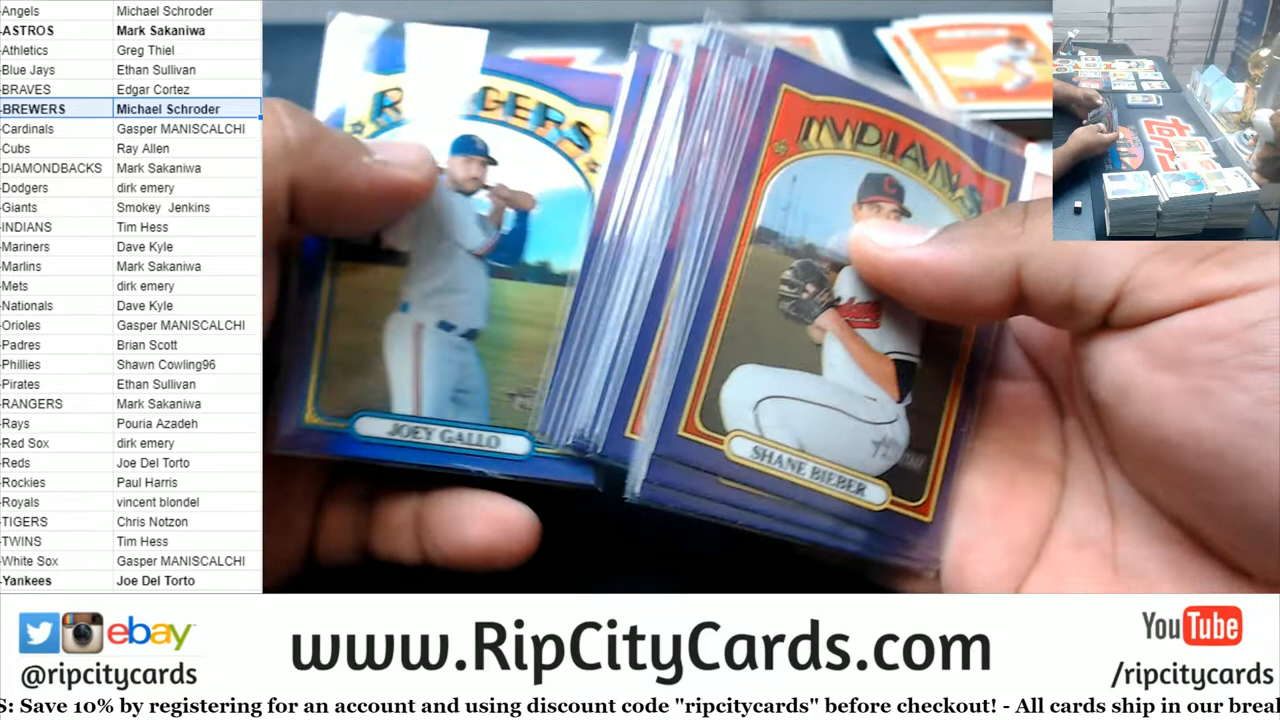 -Angels Michael Schroder
-ASTROS Mark Sakaniwa
-Athletics Greg Thiel
-Blue Jays Ethan Sullivan
-BRAVES Edgar Cortez
-BREWERS Michael Schroder
-Cardinals Gasper MANISCALCHI
-Cubs Ray Allen
-DIAMONDBACKS Mark Sakaniwa
-Dodgers dirk emery
-Giants Smokey Jenkins
-INDIANS Tim Hess
-Mariners Dave Kyle
-Marlins Mark Sakaniwa
-Mets dirk emery
-Nationals Dave Kyle
-Orioles Gasper MANISCALCHI
-Padres Brian Scott
-Phillies Shawn Cowling96
-Pirates Ethan Sullivan
-RANGERS Mark Sakaniwa
-Rays Pouria Azadeh
-Red Sox dirk emery
-Reds Joe Del Torto
-Rockies Paul Harris
-Royals vincent blondel
-TIGERS Chris Notzon
-TWINS Tim Hess
-White Sox Gasper MANISCALCHI
-Yankees Joe Del Torto
R GERS
JOEY GALLO
INDIANS
SHANE BIEBER
ebay
@ripcitycards
www.RipCityCards.com
YouTube
/ripcitycards
S: Save 10% by registering for an account and using discount code "ripcitycards" before checkout! - All cards ship in our brea